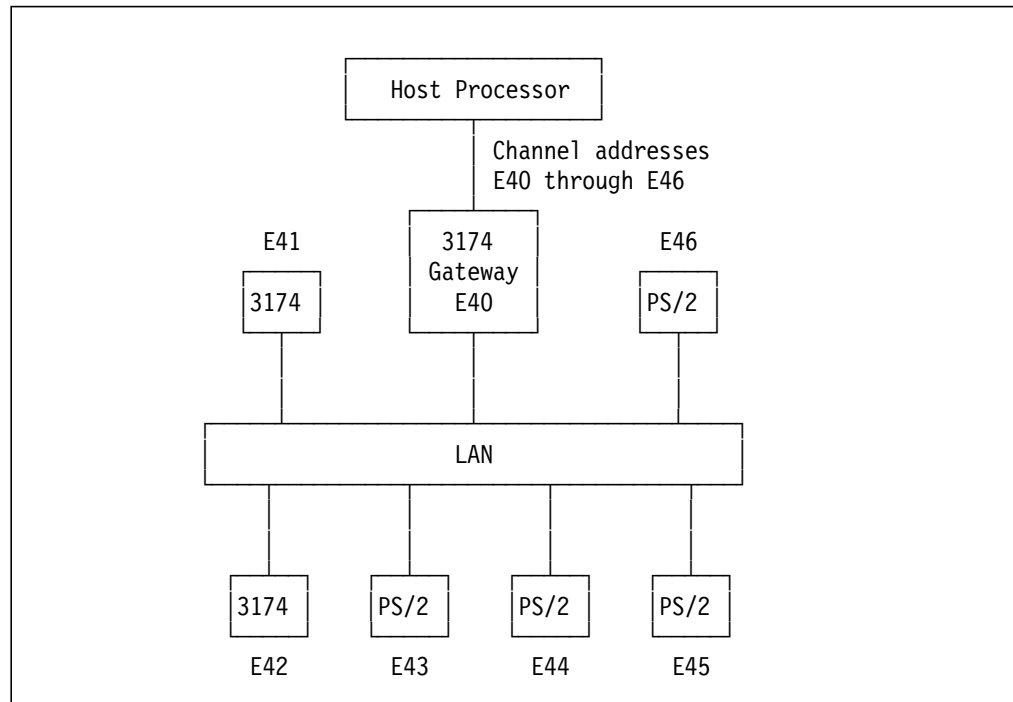 Host Processor
Channel addresses
E40 through E46
E41
3174
Gateway
E40
E46
3174
PS/2
LAN
3174
PS/2
PS/2
PS/2
E42
E43
E44
E45